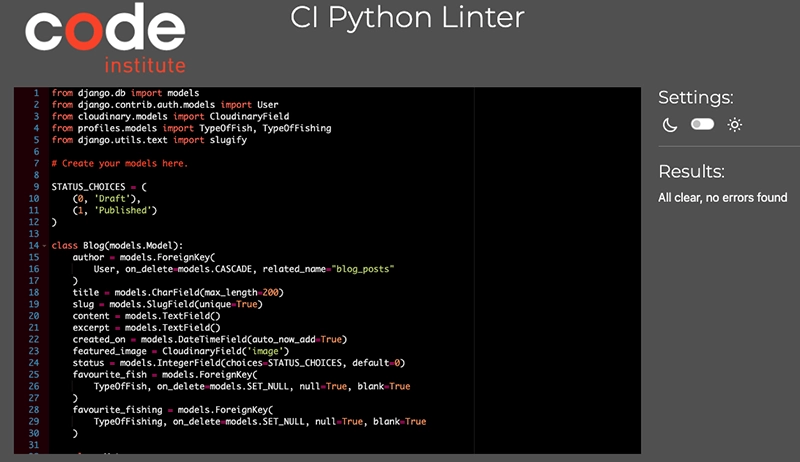 code
institute
CI Python Linter
1 from django.db import models
2 from django.contrib.auth.models import User
3 from cloudinary.models import CloudinaryField
4 from profiles.models import TypeOfFish, TypeOfFishing
5 from django.utils.text import slugify
6
7 # Create your models here.
8
9 STATUS_CHOICES = (
10 (0, 'Draft'),
11 (1, 'Published')
12 )
13
14 class Blog(models.Model):
15 author = models.ForeignKey(
16 User, on_delete=models.CASCADE, related_name="blog_posts"
17 )
18 title = models.CharField(max_length=200)
19 slug = models.SlugField(unique=True)
20 content = models.TextField()
21 excerpt = models.TextField()
22 created_on = models.DateTimeField(auto_now_add=True)
23 featured_image = CloudinaryField('image')
24 status = models.IntegerField(choices=STATUS_CHOICES, default=0)
25 favourite_fish = models.ForeignKey(
26 TypeOfFish, on_delete=models.SET_NULL, null=True, blank=True
27 )
28 favourite_fishing = models.ForeignKey(
29 TypeOfFishing, on_delete=models.SET_NULL, null=True, blank=True
30 )
31
Settings:
Results:
All clear, no errors found